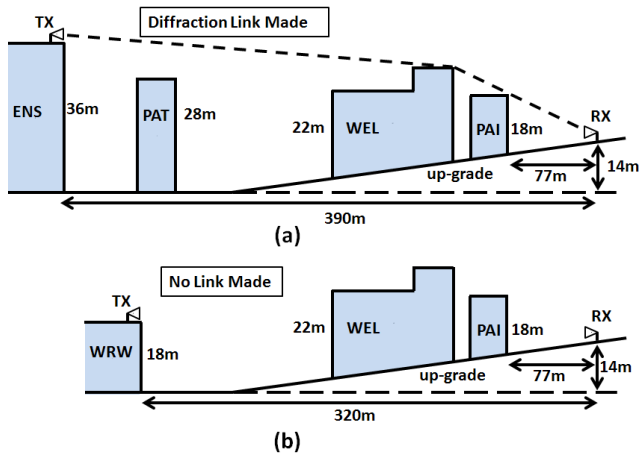 TX
Diffraction Link Made
ENS
36m
PAT
28m
22m
WEL
PAI
18m
RX
up-grade
77m
14m
390m
(a)
No Link Made
TX
WRW
18m
22m
WEL
PAI
18m
RX
up-grade
77m
14m
320m
(b)